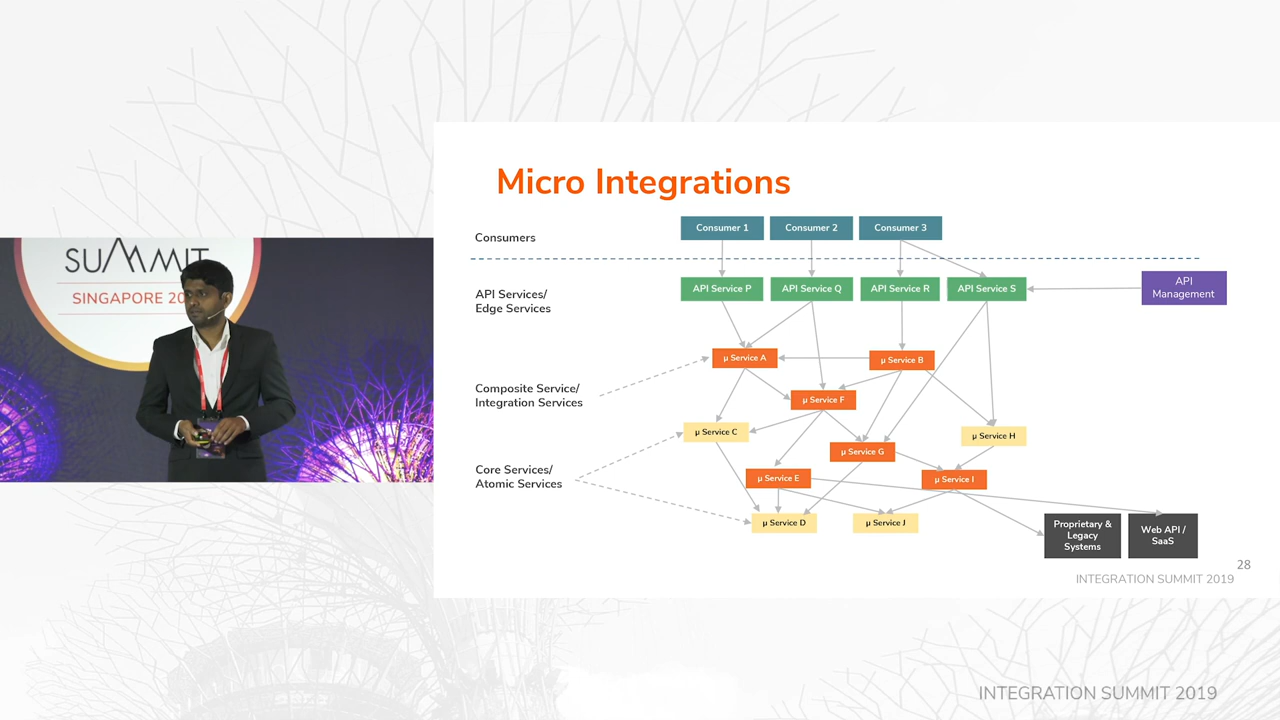 Micro Integrations
Consumers
Consumer 1
Consumer 2
Consumer 3
API Services/
Edge Services
API Service P
API Service Q
API Service R
API Service S
API
Management
μ Service A
μ Service B
Composite Service/
Integration Services
μ Service F
μ Service C
μ Service H
μ Service G
Core Services/
Atomic Services
μ Service E
μ Service I
μ Service D
μ Service J
Proprietary &
Legacy
Systems
Web API /
SaaS
28
INTEGRATION SUMMIT 2019
SUMMIT
SINGAPORE 20
INTEGRATION SUMMIT 2019